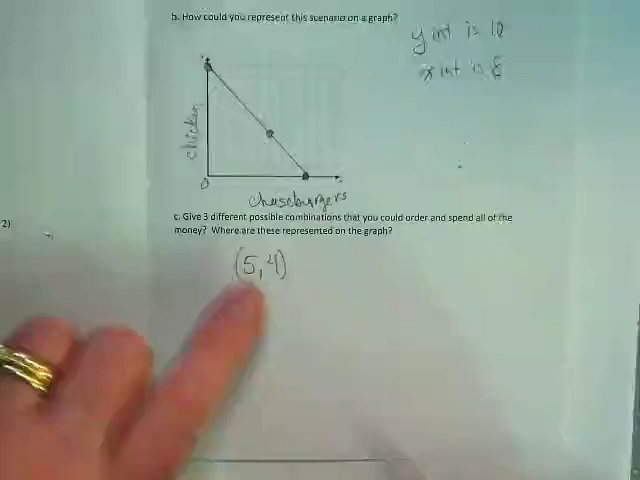 b. How could you represent this scenario on a graph?
y int is 10
x int is 8
chicken
0
cheeseburgers
c. Give 3 different possible combinations that you could order and spend all of the
money? Where are these represented on the graph?
2)
(5,4)